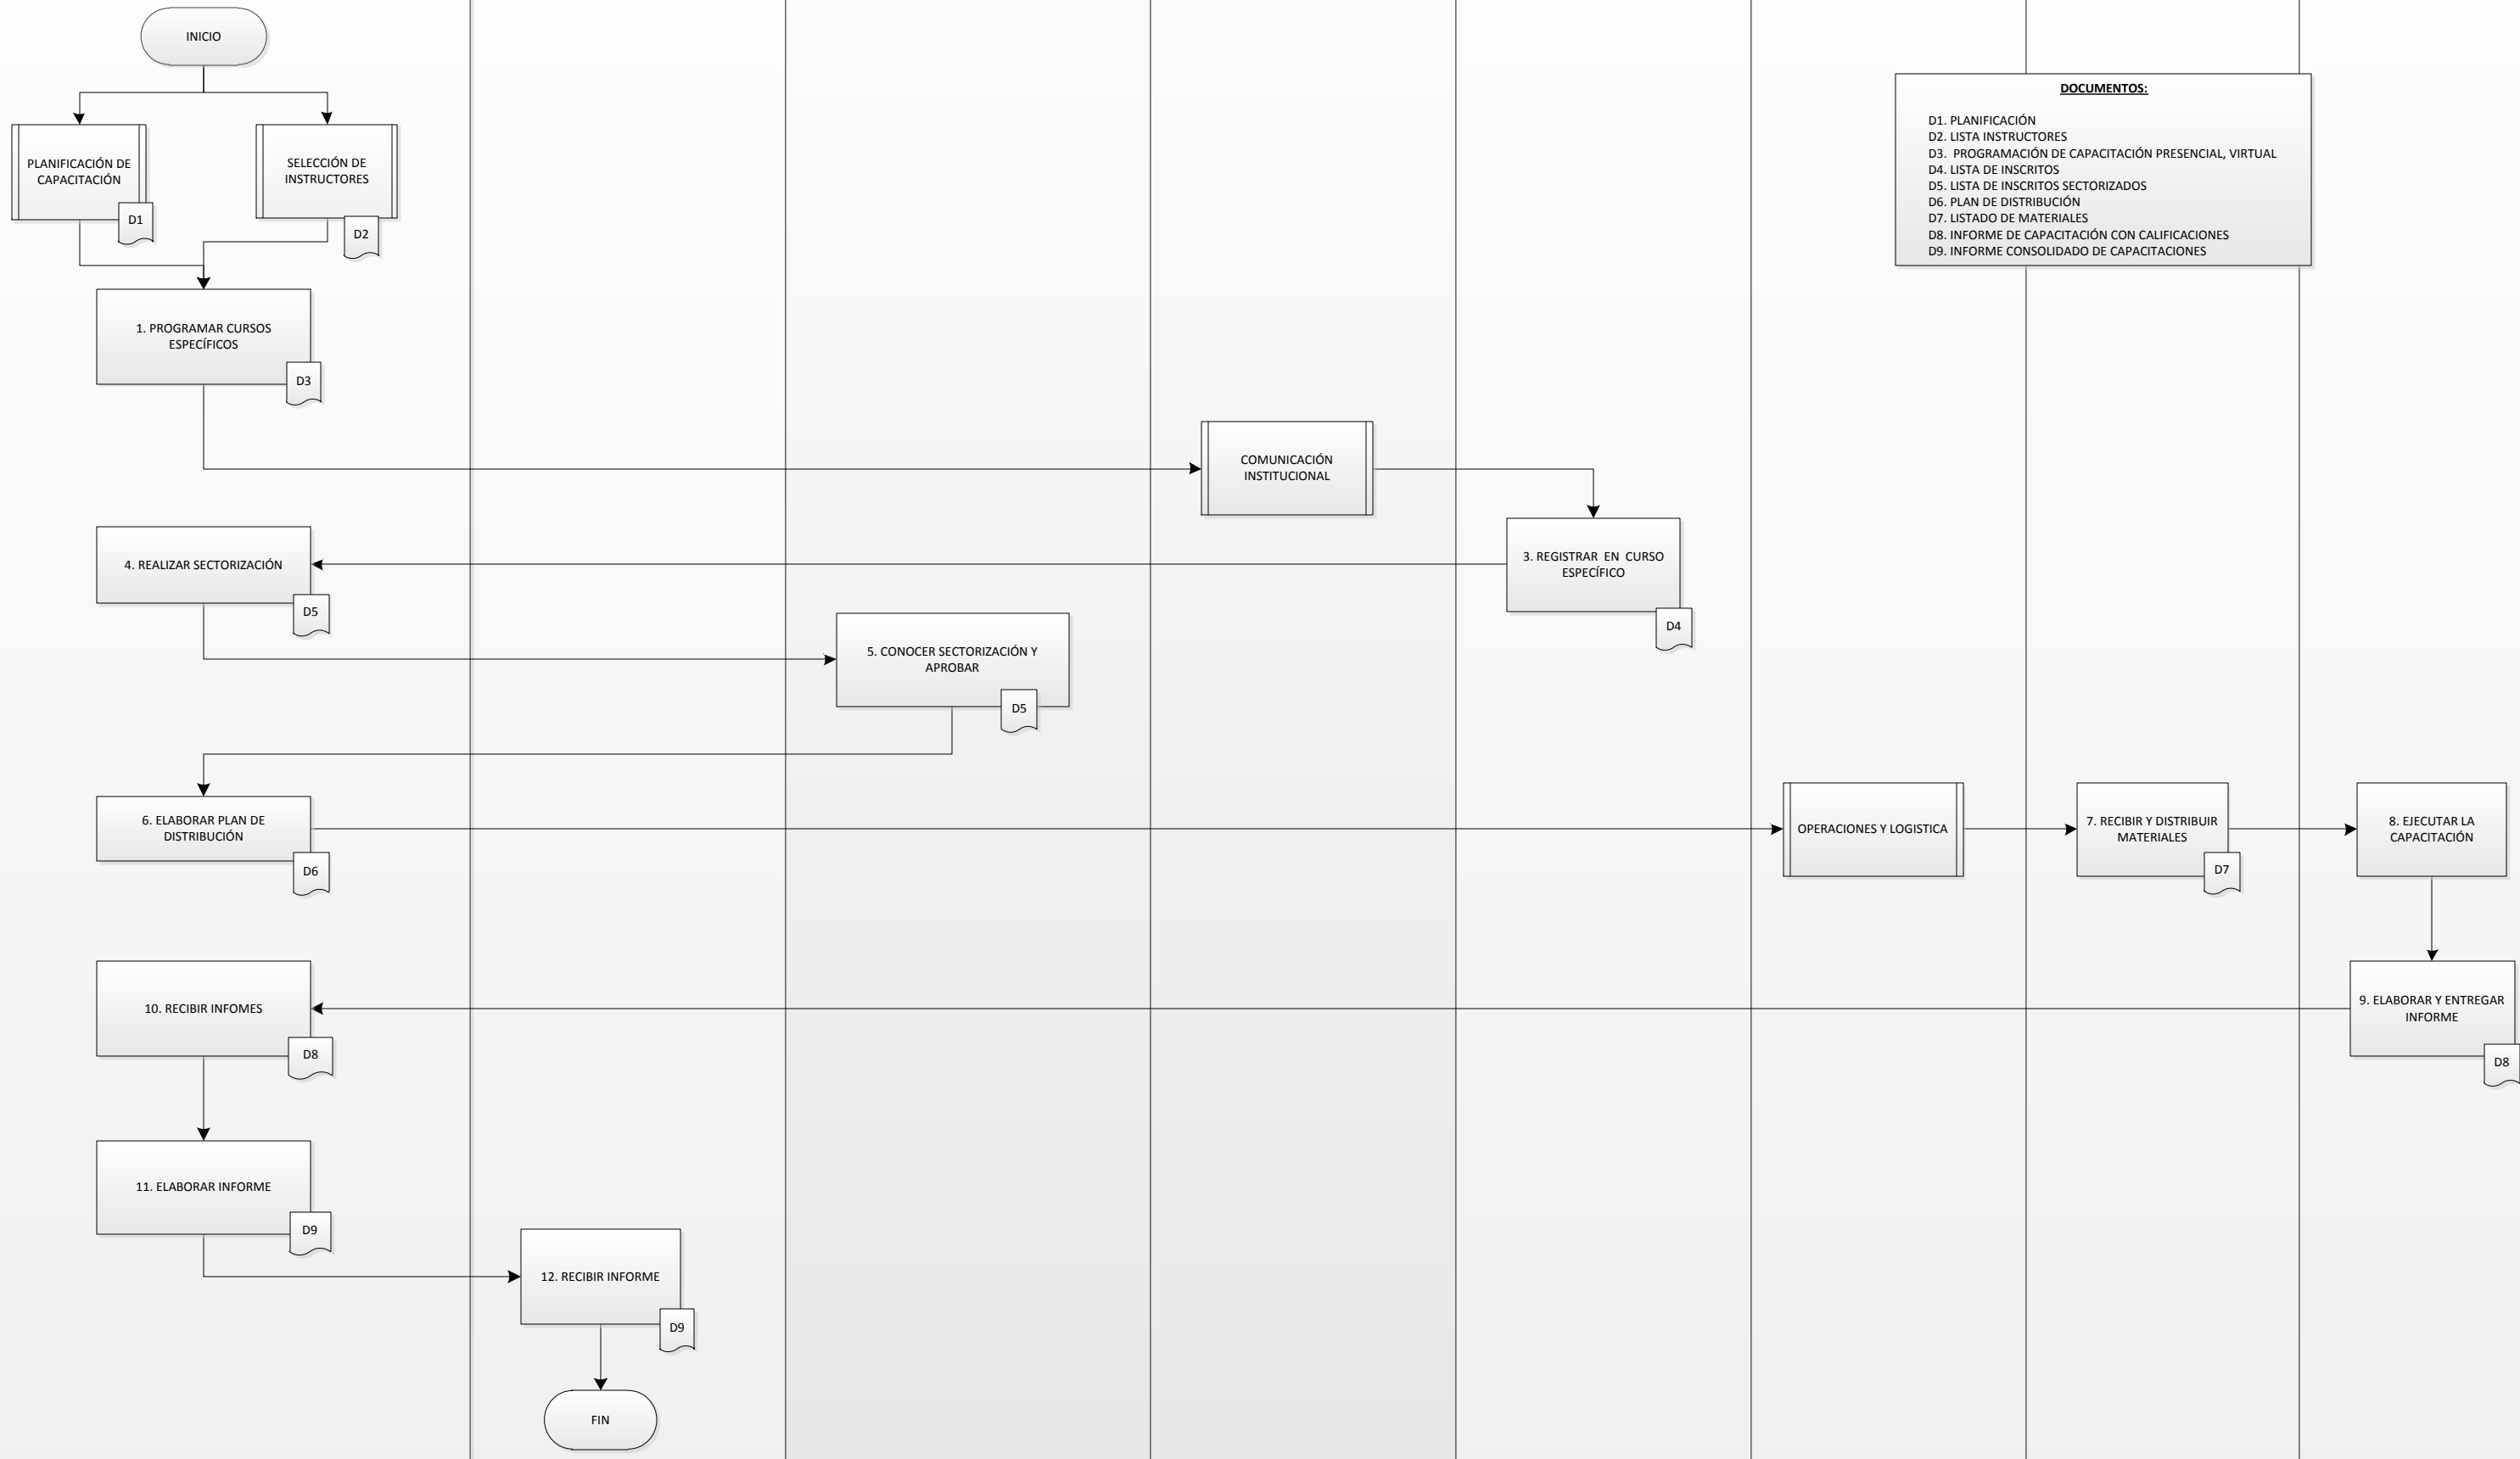 INICIO
PLANIFICACIÓN DE
CAPACITACIÓN
D1
SELECCIÓN DE
INSTRUCTORES
D2
DOCUMENTOS:
D1. PLANIFICACIÓN
D2. LISTA INSTRUCTORES
D3. PROGRAMACIÓN DE CAPACITACIÓN PRESENCIAL, VIRTUAL
D4. LISTA DE INSCRITOS
D5. LISTA DE INSCRITOS SECTORIZADOS
D6. PLAN DE DISTRIBUCIÓN
D7. LISTADO DE MATERIALES
D8. INFORME DE CAPACITACIÓN CON CALIFICACIONES
D9. INFORME CONSOLIDADO DE CAPACITACIONES
1. PROGRAMAR CURSOS
ESPECÍFICOS
D3
COMUNICACIÓN
INSTITUCIONAL
3. REGISTRAR EN CURSO
ESPECÍFICO
D4
4. REALIZAR SECTORIZACIÓN
D5
5. CONOCER SECTORIZACIÓN Y
APROBAR
D5
6. ELABORAR PLAN DE
DISTRIBUCIÓN
D6
OPERACIONES Y LOGISTICA
7. RECIBIR Y DISTRIBUIR
MATERIALES
D7
8. EJECUTAR LA
CAPACITACIÓN
9. ELABORAR Y ENTREGAR
INFORME
D8
10. RECIBIR INFOMES
D8
11. ELABORAR INFORME
D9
12. RECIBIR INFORME
D9
FIN